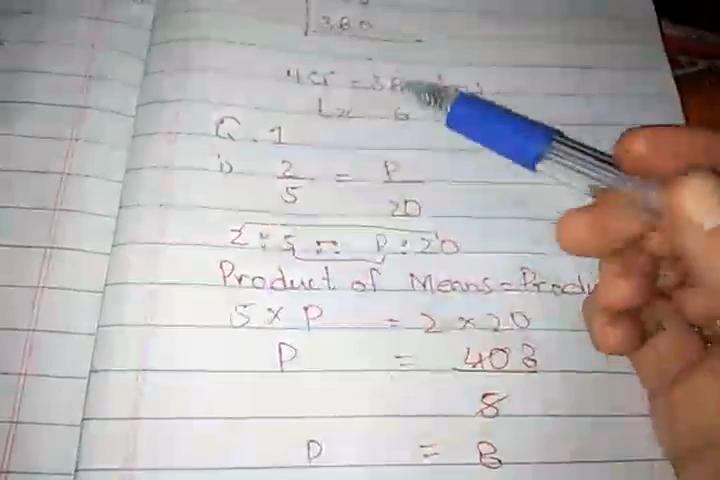 380
Q.1
i) 2/5 = P/20
2 : 5 :: P : 20
Product of Means = Produ
5 × P = 2 × 20
P = 40 8
5
P = 8